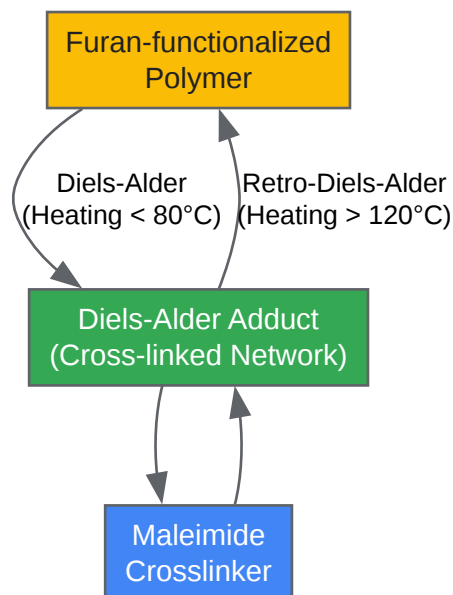 Furan-functionalized
Polymer
Diels-Alder
(Heating < 80°C)
Retro-Diels-Alder
(Heating > 120°C)
Diels-Alder Adduct
(Cross-linked Network)
Maleimide
Crosslinker